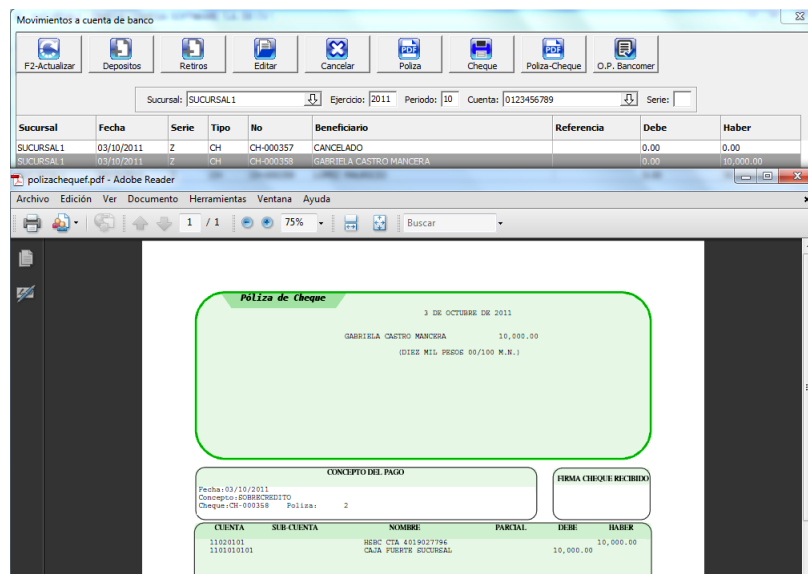 Movimientos a cuenta de banco
F2-Actualizar Depositos Retiros Editar Cancelar Poliza Cheque Poliza-Cheque O.P. Bancomer
Sucursal: SUCURSAL1 Ejercicio: 2011 Periodo: 10 Cuenta: 0123456789 Serie:
Sucursal Fecha Serie Tipo No Beneficiario Referencia Debe Haber
SUCURSAL1 03/10/2011 Z CH CH-000357 CANCELADO 0.00 0.00
SUCURSAL1 03/10/2011 Z CH CH-000358 GABRIELA CASTRO MANCERA 0.00 10,000.00
polizachequef.pdf - Adobe Reader
Archivo Edición Ver Documento Herramientas Ventana Ayuda
1 / 1 75% Buscar
Póliza de Cheque
3 DE OCTUBRE DE 2011
GABRIELA CASTRO MANCERA 10,000.00
(DIEZ MIL PESOS 00/100 M.N.)
CONCEPTO DEL PAGO
FIRMA CHEQUE RECIBIDO
Fecha:03/10/2011
Concepto:SOBRECREDITO
Cheque:CH-000358 Poliza: 2
CUENTA SUB-CUENTA NOMBRE PARCIAL DEBE HABER
11020101 HSBC CTA 4019027796 10,000.00
1101010101 CAJA FUERTE SUCURSAL 10,000.00